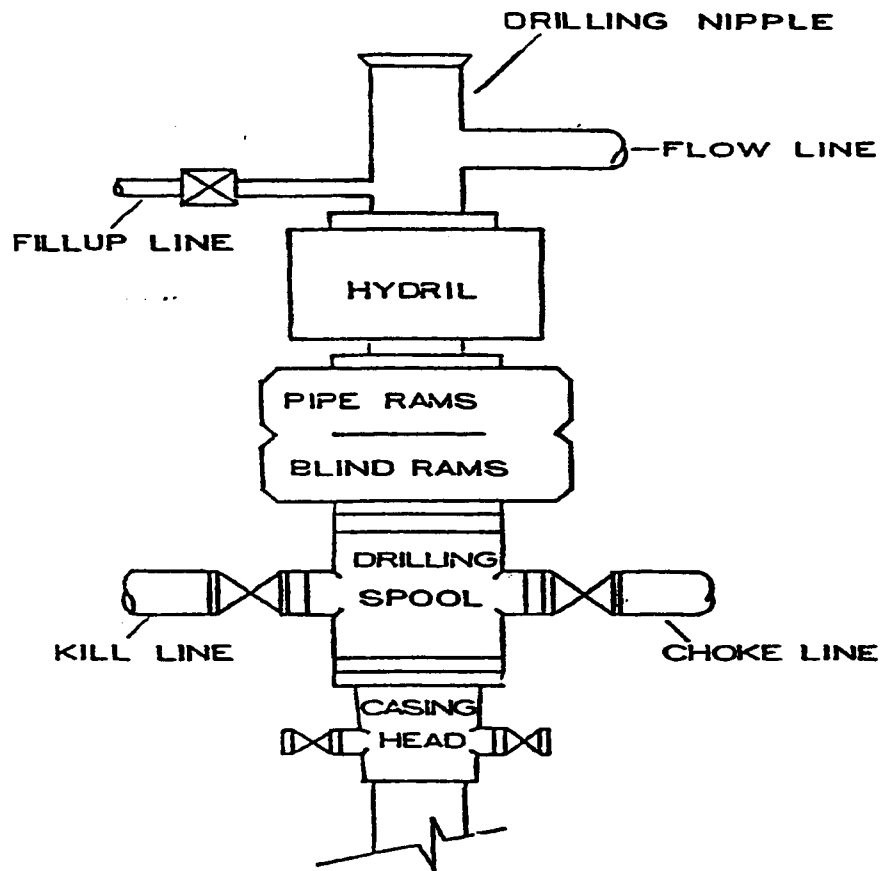 DRILLING NIPPLE
FLOW LINE
FILLUP LINE
HYDRIL
PIPE RAMS
BLIND RAMS
DRILLING
SPOOL
KILL LINE
CHOKE LINE
CASING
HEAD